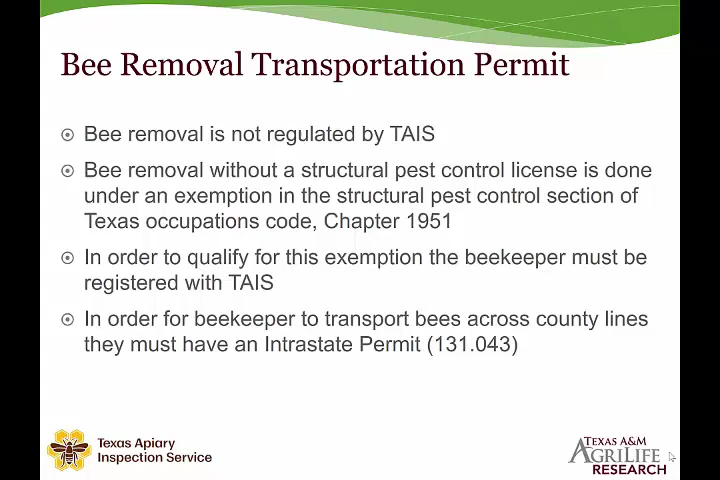 Bee Removal Transportation Permit
Bee removal is not regulated by TAIS
Bee removal without a structural pest control license is done
under an exemption in the structural pest control section of
Texas occupations code, Chapter 1951
In order to qualify for this exemption the beekeeper must be
registered with TAIS
In order for beekeeper to transport bees across county lines
they must have an Intrastate Permit (131.043)
Texas Apiary
Inspection Service
TEXAS A&M
AGRILIFE
RESEARCH